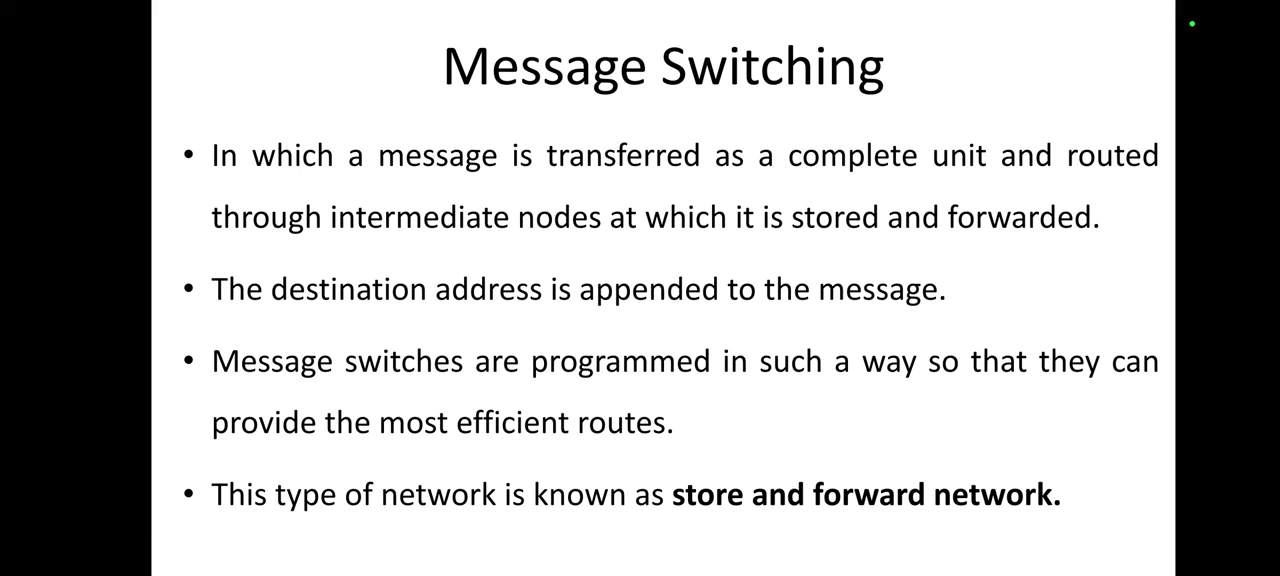 Message Switching
• In which a message is transferred as a complete unit and routed
through intermediate nodes at which it is stored and forwarded.
• The destination address is appended to the message.
• Message switches are programmed in such a way so that they can
provide the most efficient routes.
• This type of network is known as store and forward network.